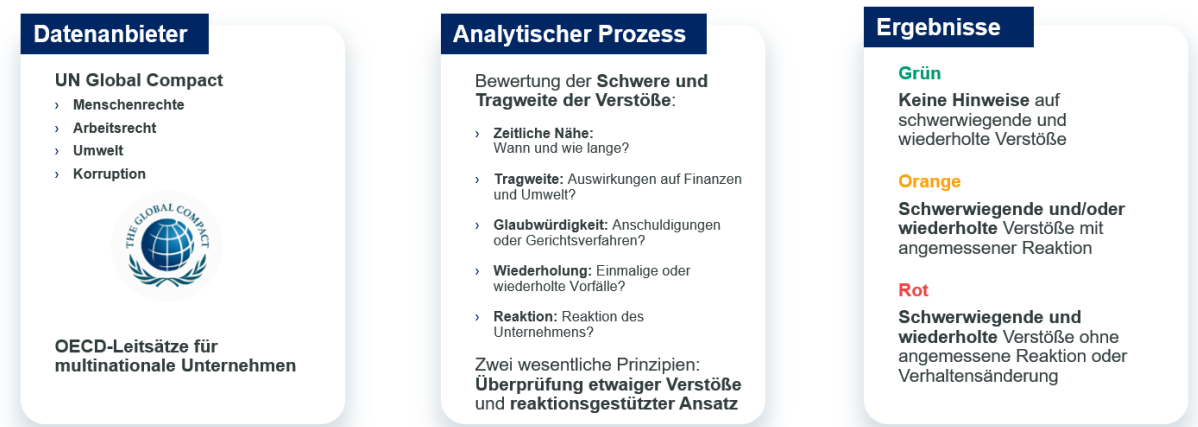 Datenanbieter
UN Global Compact
› Menschenrechte
› Arbeitsrecht
› Umwelt
› Korruption
THE GLOBAL COMPACT
OECD-Leitsätze für
multinationale Unternehmen
Analytischer Prozess
Bewertung der Schwere und
Tragweite der Verstöße:
› Zeitliche Nähe:
Wann und wie lange?
› Tragweite: Auswirkungen auf Finanzen
und Umwelt?
› Glaubwürdigkeit: Anschuldigungen
oder Gerichtsverfahren?
› Wiederholung: Einmalige oder
wiederholte Vorfälle?
› Reaktion: Reaktion des
Unternehmens?
Zwei wesentliche Prinzipien:
Überprüfung etwaiger Verstöße
und reaktionsgestützter Ansatz
Ergebnisse
Grün
Keine Hinweise auf
schwerwiegende und
wiederholte Verstöße
Orange
Schwerwiegende und/oder
wiederholte Verstöße mit
angemessener Reaktion
Rot
Schwerwiegende und
wiederholte Verstöße ohne
angemessene Reaktion oder
Verhaltensänderung